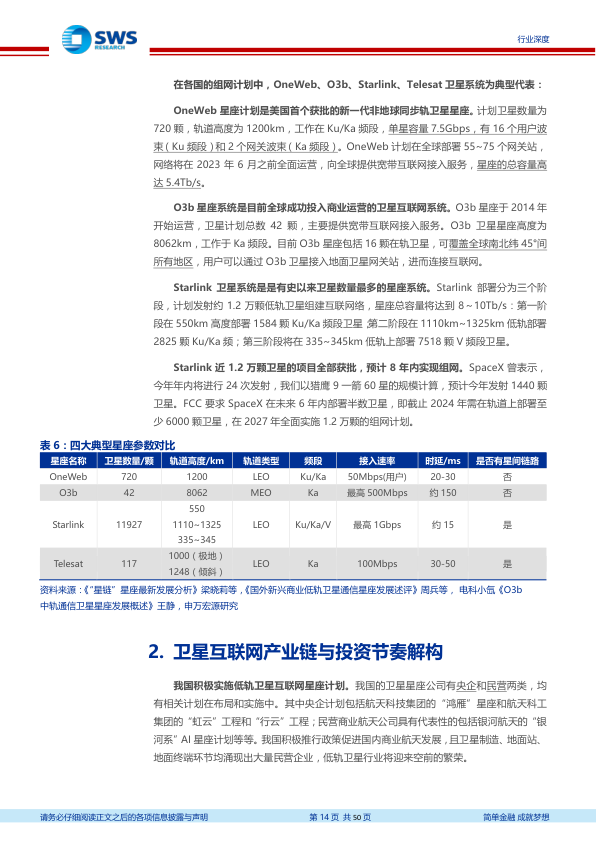 SWS
RESEARCH
行业深度
在各国的组网计划中，OneWeb、O3b、Starlink、Telesat 卫星系统为典型代表：
OneWeb 星座计划是美国首个获批的新一代非地球同步轨卫星星座。计划卫星数量为
720 颗，轨道高度为 1200km，工作在 Ku/Ka 频段，单星容量 7.5Gbps，有 16 个用户波
束（Ku 频段）和 2 个网关波束（Ka 频段）。OneWeb 计划在全球部署 55~75 个网关站，
网络将在 2023 年 6 月之前全面运营，向全球提供宽带互联网接入服务，星座的总容量高
达 5.4Tb/s。
O3b 星座系统是目前全球成功投入商业运营的卫星互联网系统。O3b 星座于 2014 年
开始运营，卫星计划总数 42 颗，主要提供宽带互联网接入服务。O3b 卫星星座高度为
8062km，工作于 Ka 频段。目前 O3b 星座包括 16 颗在轨卫星，可覆盖全球南北纬 45°间
所有地区，用户可以通过 O3b 卫星接入地面卫星网关站，进而连接互联网。
Starlink 卫星系统是是有史以来卫星数量最多的星座系统。Starlink 部署分为三个阶
段，计划发射约 1.2 万颗低轨卫星组建互联网络，星座总容量将达到 8～10Tb/s：第一阶
段在 550km 高度部署 1584 颗 Ku/Ka 频段卫星；第二阶段在 1110km~1325km 低轨部署
2825 颗 Ku/Ka 频；第三阶段将在 335~345km 低轨上部署 7518 颗 V 频段卫星。
Starlink 近 1.2 万颗卫星的项目全部获批，预计 8 年内实现组网。SpaceX 曾表示，
今年年内将进行 24 次发射，我们以猎鹰 9 一箭 60 星的规模计算，预计今年发射 1440 颗
卫星。FCC 要求 SpaceX 在未来 6 年内部署半数卫星，即截止 2024 年需在轨道上部署至
少 6000 颗卫星，在 2027 年全面实施 1.2 万颗的组网计划。
表 6：四大典型星座参数对比
星座名称 卫星数量/颗 轨道高度/km 轨道类型 频段 接入速率 时延/ms 是否有星间链路
OneWeb 720 1200 LEO Ku/Ka 50Mbps(用户) 20-30 否
O3b 42 8062 MEO Ka 最高 500Mbps 约 150 否
550
Starlink 11927 1110~1325 LEO Ku/Ka/V 最高 1Gbps 约 15 是
335~345
1000（极地）
Telesat 117 LEO Ka 100Mbps 30-50 是
1248（倾斜）
资料来源：《“星链”星座最新发展分析》梁晓莉等，《国外新兴商业低轨卫星通信星座发展述评》周兵等， 电科小氙《O3b
中轨通信卫星星座发展概述》王静，申万宏源研究
2. 卫星互联网产业链与投资节奏解构
我国积极实施低轨卫星互联网星座计划。我国的卫星星座公司有央企和民营两类，均
有相关计划在布局和实施中。其中央企计划包括航天科技集团的“鸿雁”星座和航天科工
集团的“虹云”工程和“行云”工程；民营商业航天公司具有代表性的包括银河航天的“银
河系”AI 星座计划等等。我国积极推行政策促进国内商业航天发展，且卫星制造、地面站、
地面终端环节均涌现出大量民营企业，低轨卫星行业将迎来空前的繁荣。
请务必仔细阅读正文之后的各项信息披露与声明 第 14 页 共 50 页 简单金融 成就梦想